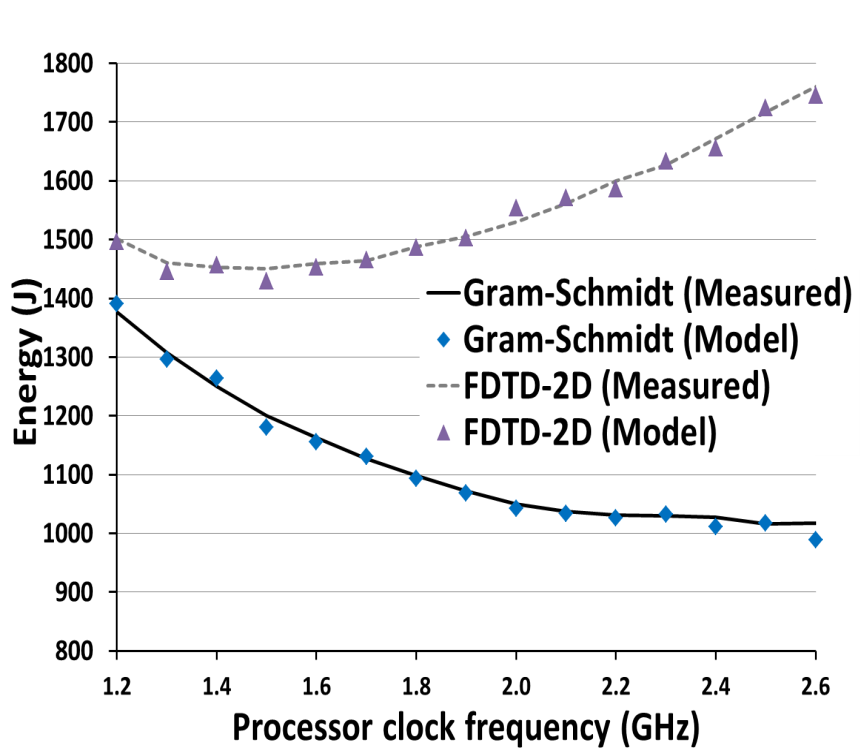 1800
1700
1600
1500
1400
1300
1200
1100
1000
900
800
Energy (J)
Gram-Schmidt (Measured)
Gram-Schmidt (Model)
FDTD-2D (Measured)
FDTD-2D (Model)
1.2 1.4 1.6 1.8 2.0 2.2 2.4 2.6
Processor clock frequency (GHz)